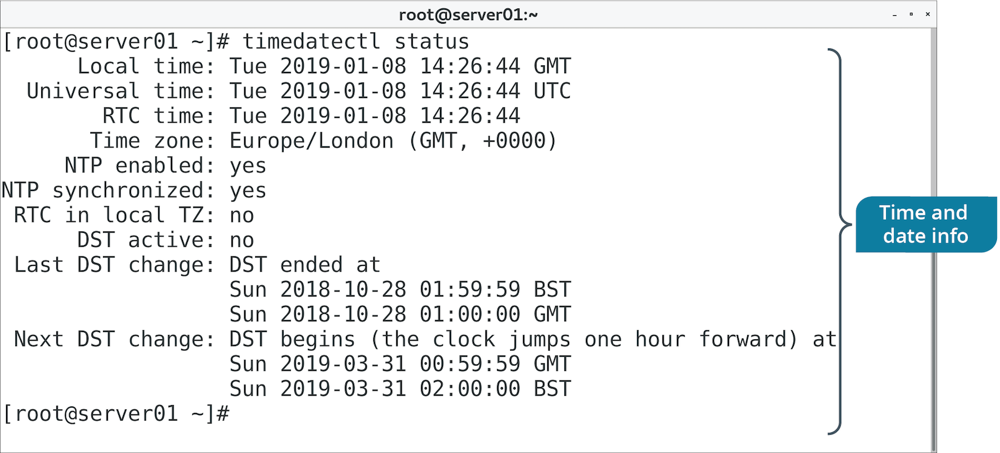 root@server01:~
[root@server01 ~]# timedatectl status
Local time: Tue 2019-01-08 14:26:44 GMT
Universal time: Tue 2019-01-08 14:26:44 UTC
RTC time: Tue 2019-01-08 14:26:44
Time zone: Europe/London (GMT, +0000)
NTP enabled: yes
NTP synchronized: yes
RTC in local TZ: no
DST active: no
Last DST change: DST ended at
Sun 2018-10-28 01:59:59 BST
Sun 2018-10-28 01:00:00 GMT
Next DST change: DST begins (the clock jumps one hour forward) at
Sun 2019-03-31 00:59:59 GMT
Sun 2019-03-31 02:00:00 BST
[root@server01 ~]#
Time and
date info